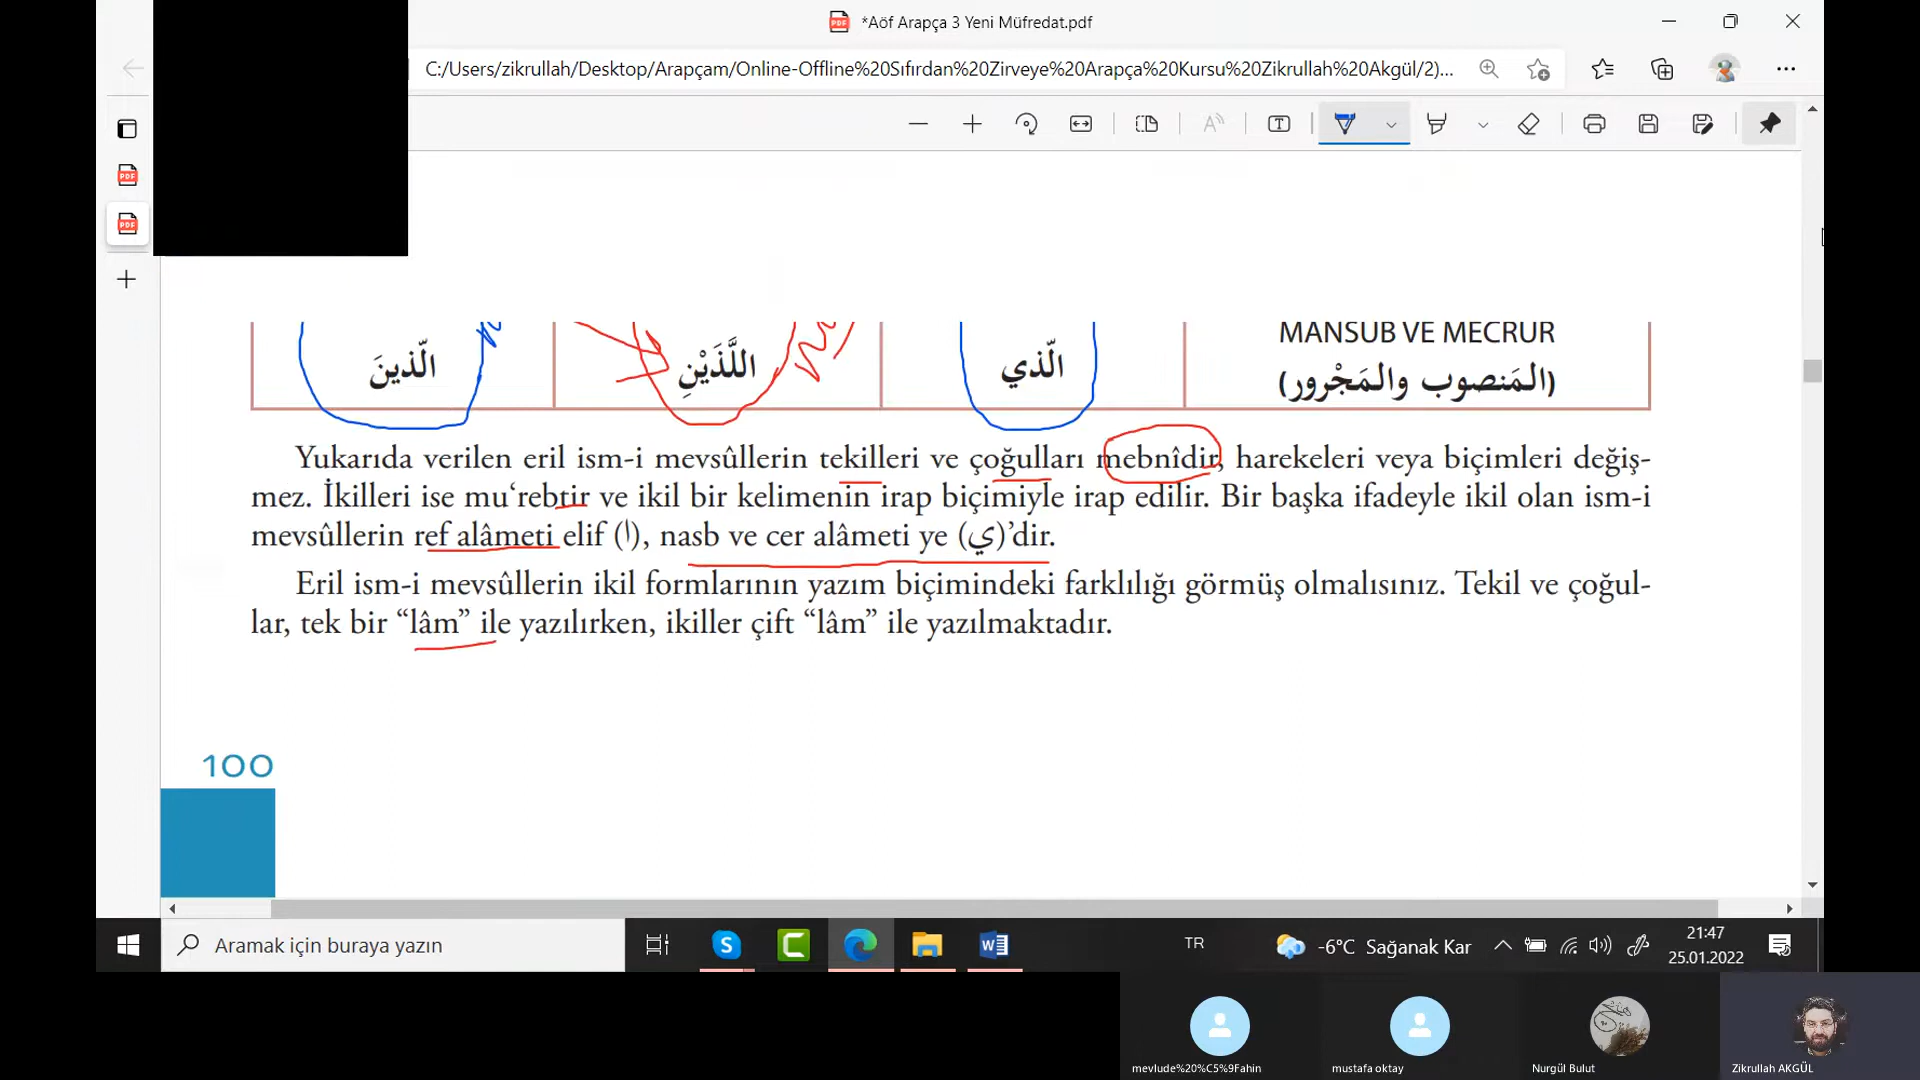 *Aöf Arapça 3 Yeni Müfredat.pdf
C:/Users/zikrullah/Desktop/Arapçam/Online-Offline%20Sıfırdan%20Zirveye%20Arapça%20Kursu%20Zikrullah%20Akgül/2)...
MANSUB VE MECRUR
الّذينَ اللَّذَيْنِ الّذي (المَنصوب والمَجْرور)
Yukarıda verilen eril ism-i mevsûllerin tekilleri ve çoğulları mebnîdir, harekeleri veya biçimleri değiş-
mez. İkilleri ise mu‘rebtir ve ikil bir kelimenin irap biçimiyle irap edilir. Bir başka ifadeyle ikil olan ism-i
mevsûllerin ref alâmeti elif (ا), nasb ve cer alâmeti ye (ي)’dir.
Eril ism-i mevsûllerin ikil formlarının yazım biçimindeki farklılığı görmüş olmalısınız. Tekil ve çoğul-
lar, tek bir “lâm” ile yazılırken, ikiller çift “lâm” ile yazılmaktadır.
100
Aramak için buraya yazın
TR
-6°C Sağanak Kar
21:47
25.01.2022
mevlude%20%C5%9Fahin
mustafa oktay
Nurgül Bulut
Zikrullah AKGÜL